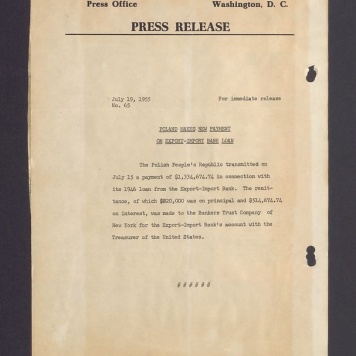 Press Office Washington, D. C.
PRESS RELEASE
July 19, 1955 For immediate release
No. 65
POLAND MAKES NEW PAYMENT
ON EXPORT-IMPORT BANK LOAN
The Polish People's Republic transmitted on
July 15 a payment of $1,334,674.74 in connection with
its 1946 loan from the Export-Import Bank. The remit-
tance, of which $820,000 was on principal and $514,674.74
on interest, was made to the Bankers Trust Company of
New York for the Export-Import Bank's account with the
Treasurer of the United States.
# # # # # #